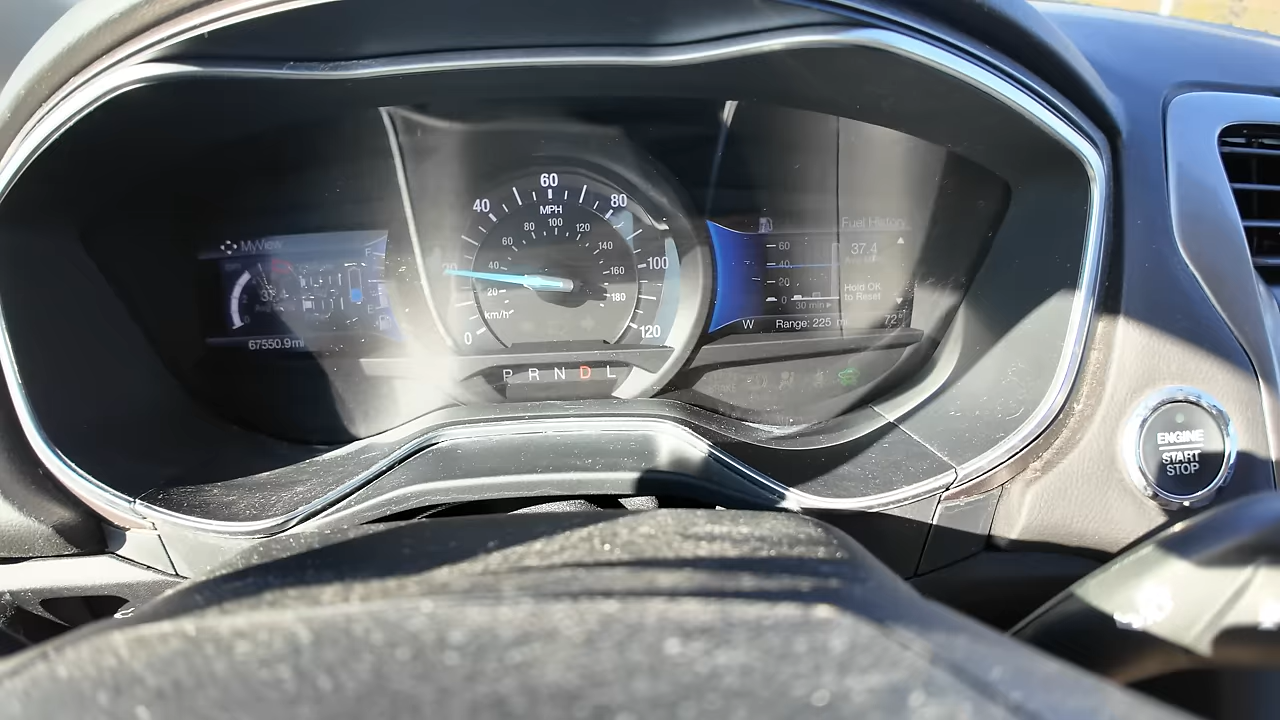 MyView
F
E
67550.9 mi
0
20
40
60
80
100
120
MPH
20
40
60
80
100
120
140
160
180
km/h
P R N D L
Fuel History
60
40
20
0
30 min
37.4
Hold OK
to Reset
W
Range: 225 mi
72°
ENGINE
START
STOP